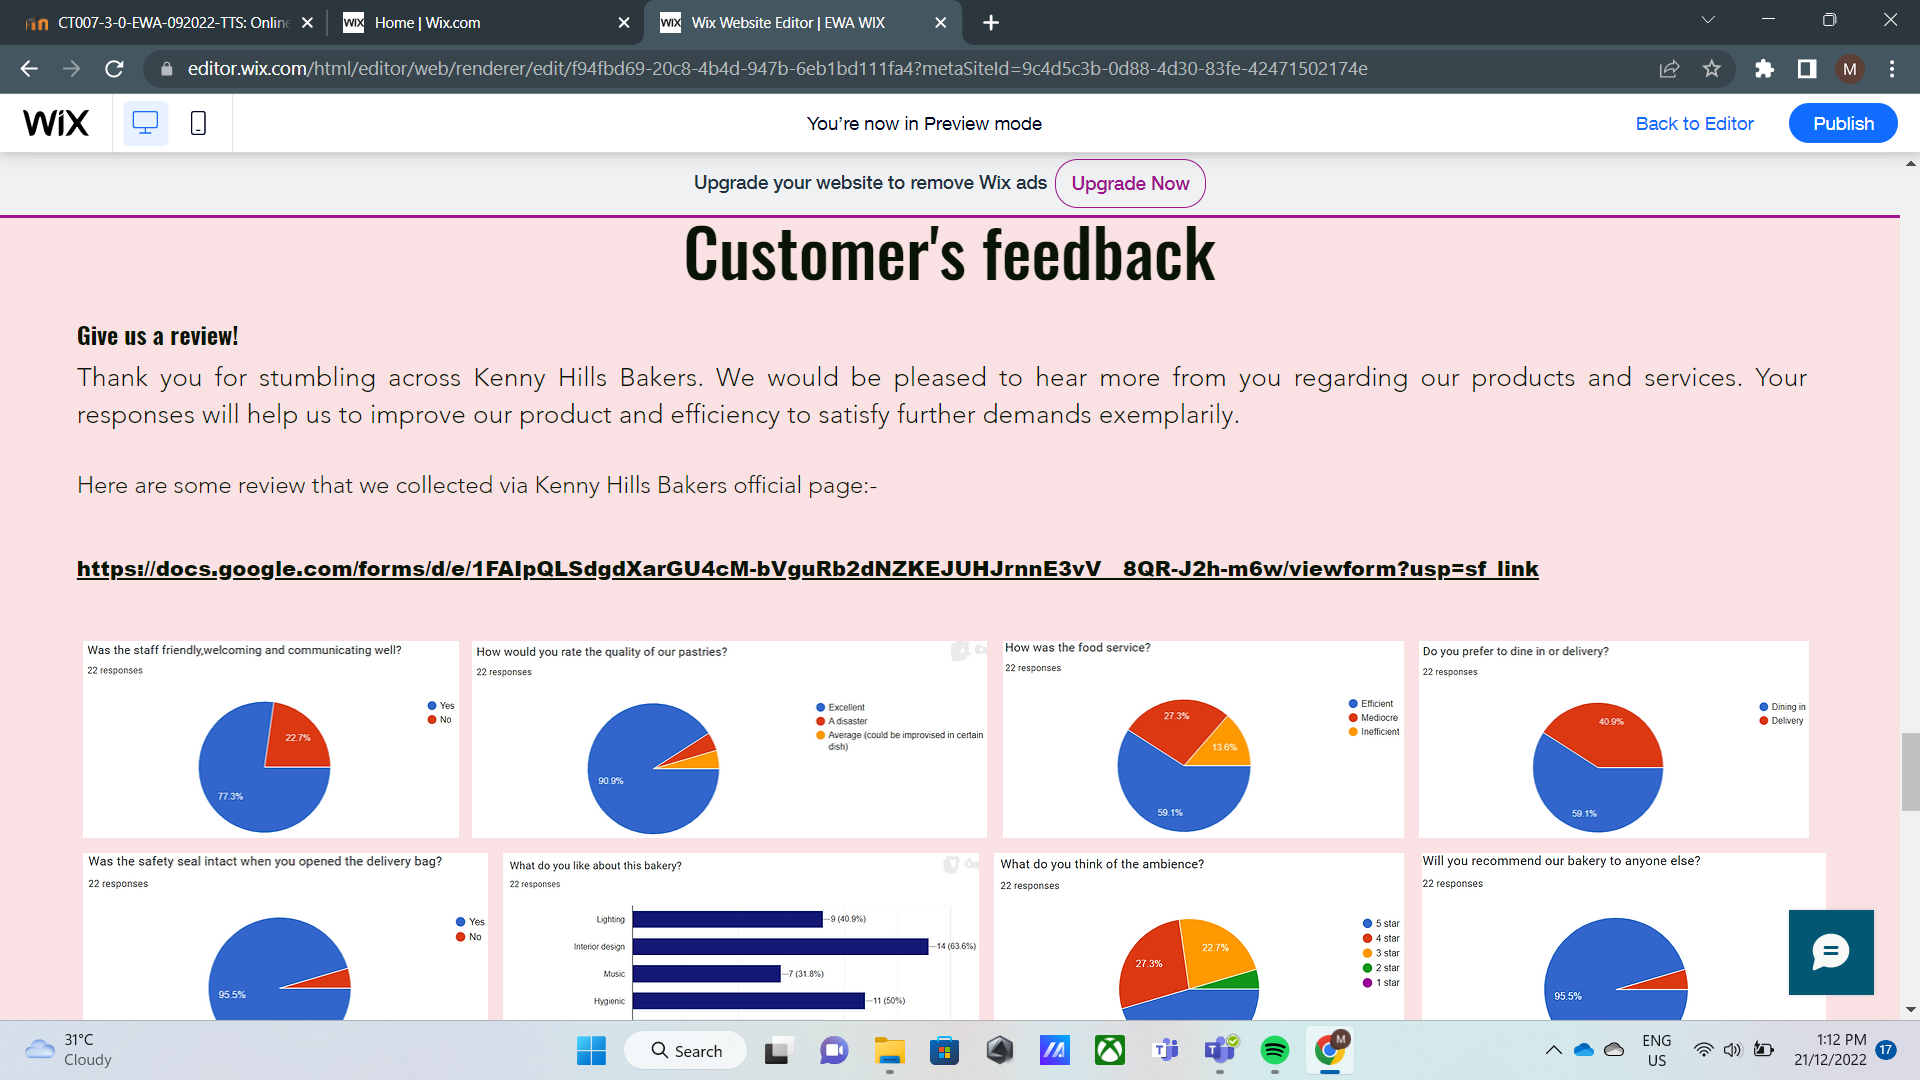 CT007-3-0-EWA-092022-TTS: Online
Home | Wix.com
Wix Website Editor | EWA WIX
editor.wix.com/html/editor/web/renderer/edit/f94fbd69-20c8-4b4d-947b-6eb1bd111fa4?metaSiteId=9c4d5c3b-0d88-4d30-83fe-42471502174e
M
WiX
You're now in Preview mode
Back to Editor
Publish
Upgrade your website to remove Wix ads
Upgrade Now
Customer's feedback
Give us a review!
Thank you for stumbling across Kenny Hills Bakers. We would be pleased to hear more from you regarding our products and services. Your
responses will help us to improve our product and efficiency to satisfy further demands exemplarily.
Here are some review that we collected via Kenny Hills Bakers official page:-
https://docs.google.com/forms/d/e/1FAIpQLSdgdXarGU4cM-bVguRb2dNZKEJUHJrnnE3vV__8QR-J2h-m6w/viewform?usp=sf_link
Was the staff friendly,welcoming and communicating well?
22 responses
Yes
No
22.7%
77.3%
How would you rate the quality of our pastries?
22 responses
Excellent
A disaster
Average (could be improvised in certain
dish)
90.9%
How was the food service?
22 responses
Efficient
Mediocre
Inefficient
27.3%
13.6%
59.1%
Do you prefer to dine in or delivery?
22 responses
Dining in
Delivery
40.9%
59.1%
Was the safety seal intact when you opened the delivery bag?
22 responses
Yes
No
95.5%
What do you like about this bakery?
22 responses
Lighting
9 (40.9%)
Interior design
14 (63.6%)
Music
7 (31.8%)
Hygienic
11 (50%)
What do you think of the ambience?
22 responses
5 star
4 star
3 star
2 star
1 star
22.7%
27.3%
Will you recommend our bakery to anyone else?
22 responses
95.5%
31°C
Cloudy
Search
M
ENG
US
1:12 PM
21/12/2022
17